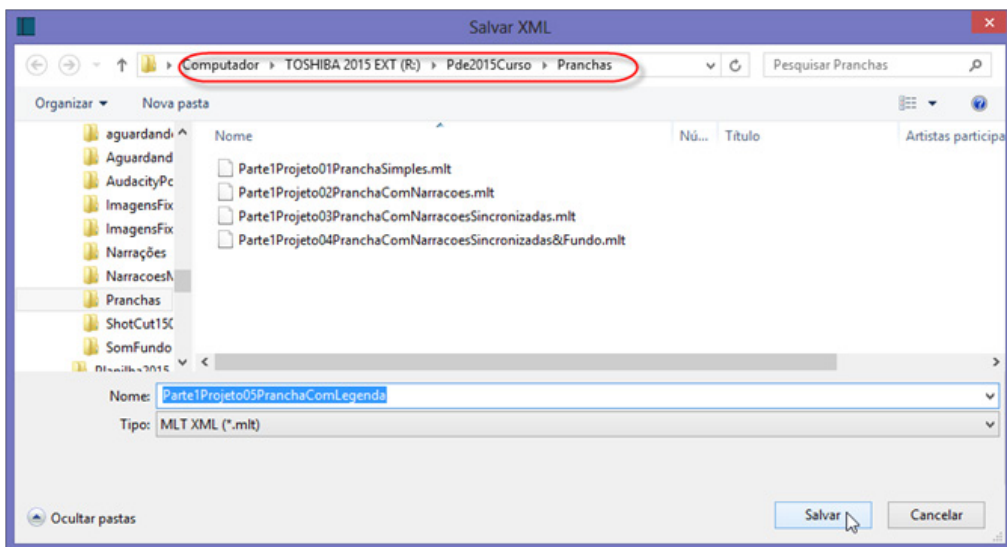 Salvar XML
Computador TOSHIBA 2015 EXT (R:) Pde2015Curso Pranchas
Pesquisar Pranchas
Organizar Nova pasta
Nome Nú... Título Artistas participa
aguardand
Aguardand
AudacityPc
ImagensFix
ImagensFix
Narrações
NarracoesM
Pranchas
ShotCut150
SomFundo
Planilha2015
Parte1Projeto01PranchaSimples.mlt
Parte1Projeto02PranchaComNarracoes.mlt
Parte1Projeto03PranchaComNarracoesSincronizadas.mlt
Parte1Projeto04PranchaComNarracoesSincronizadas&Fundo.mlt
Nome: Parte1Projeto05PranchaComLegenda
Tipo: MLT XML (*.mlt)
Ocultar pastas
Salvar Cancelar